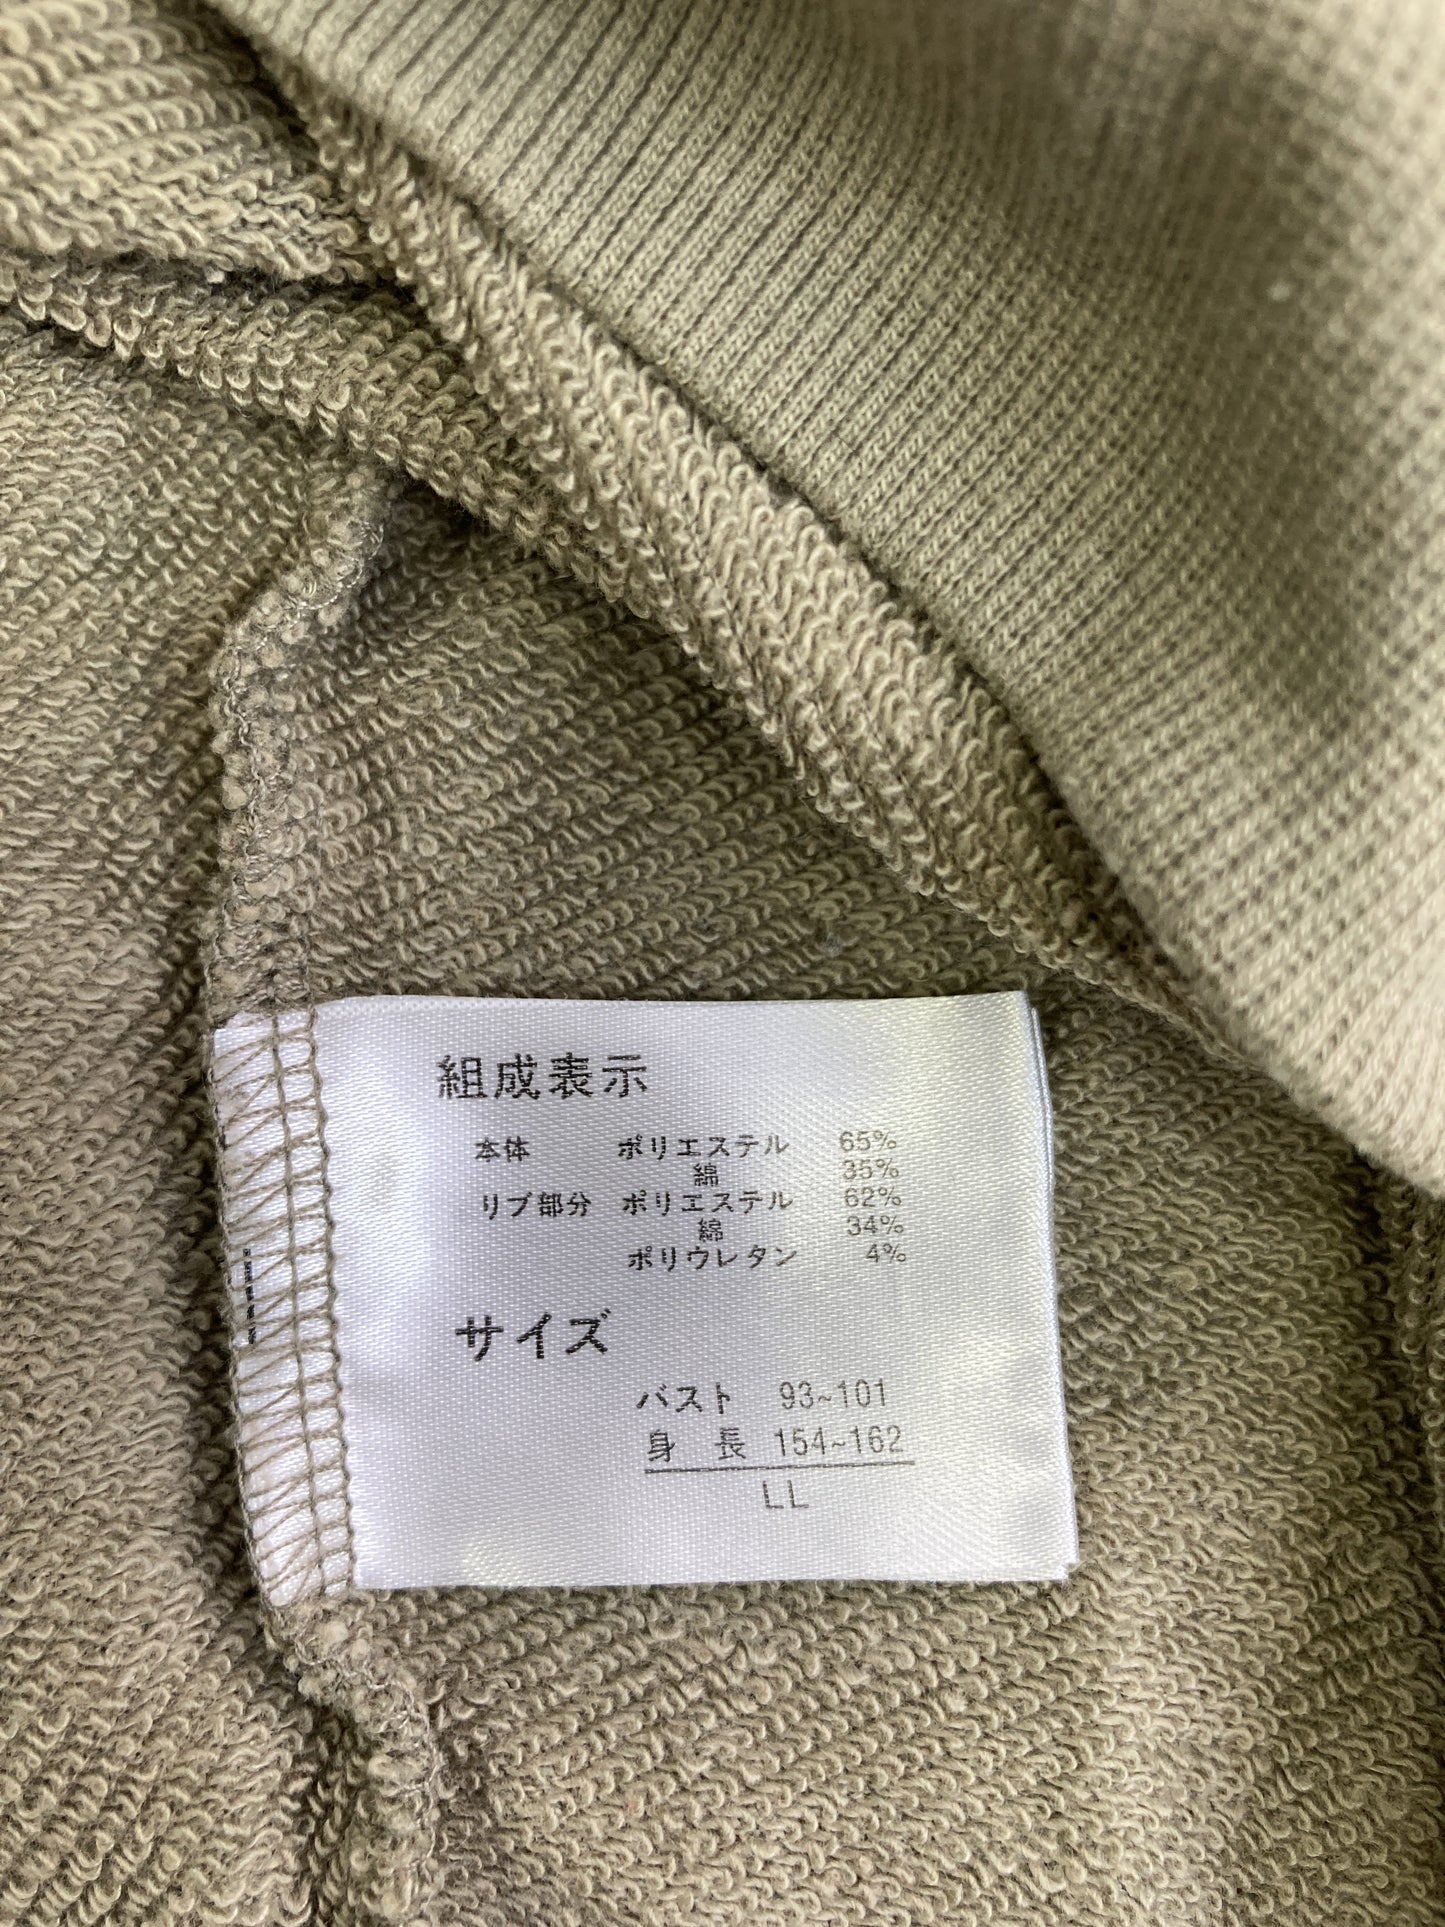 組成表示
本体 ポリエステル 65%
綿 35%
リブ部分 ポリエステル 62%
綿 34%
ポリウレタン 4%
サイズ
バスト 93~101
身 長 154~162
LL